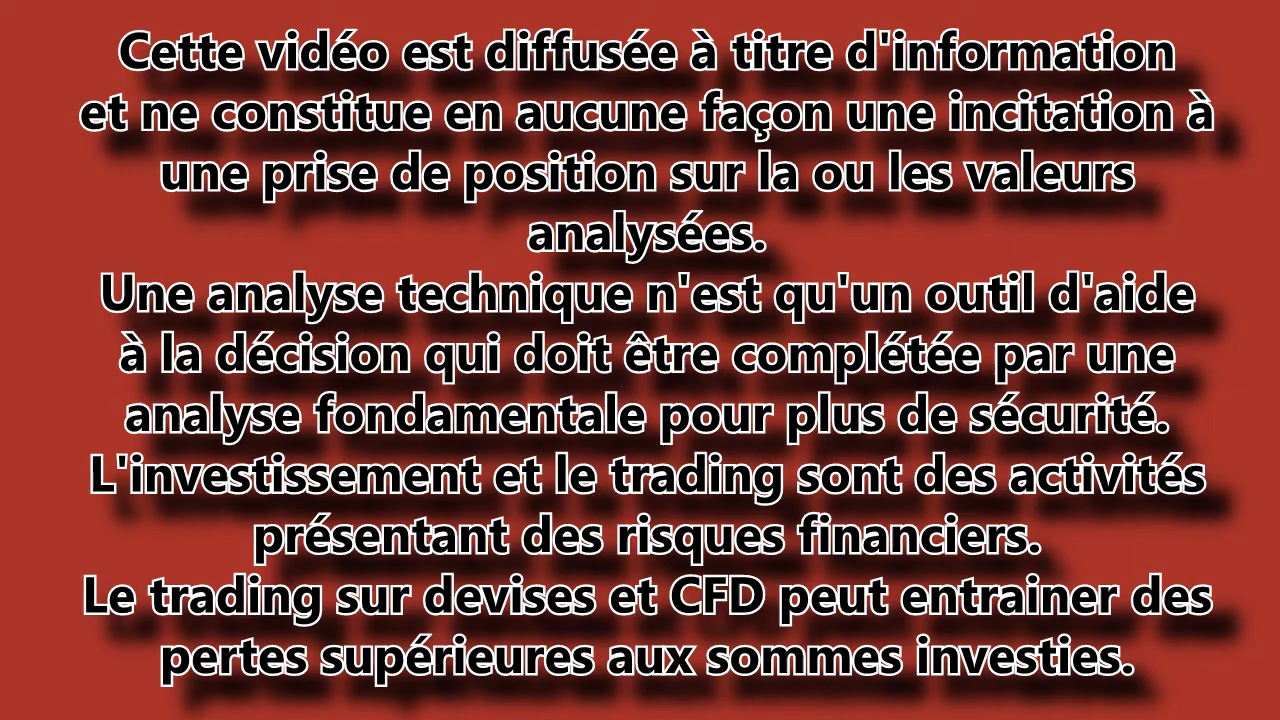 Cette vidéo est diffusée à titre d'information
et ne constitue en aucune façon une incitation à
une prise de position sur la ou les valeurs
analysées.
Une analyse technique n'est qu'un outil d'aide
à la décision qui doit être complétée par une
analyse fondamentale pour plus de sécurité.
L'investissement et le trading sont des activités
présentant des risques financiers.
Le trading sur devises et CFD peut entrainer des
pertes supérieures aux sommes investies.